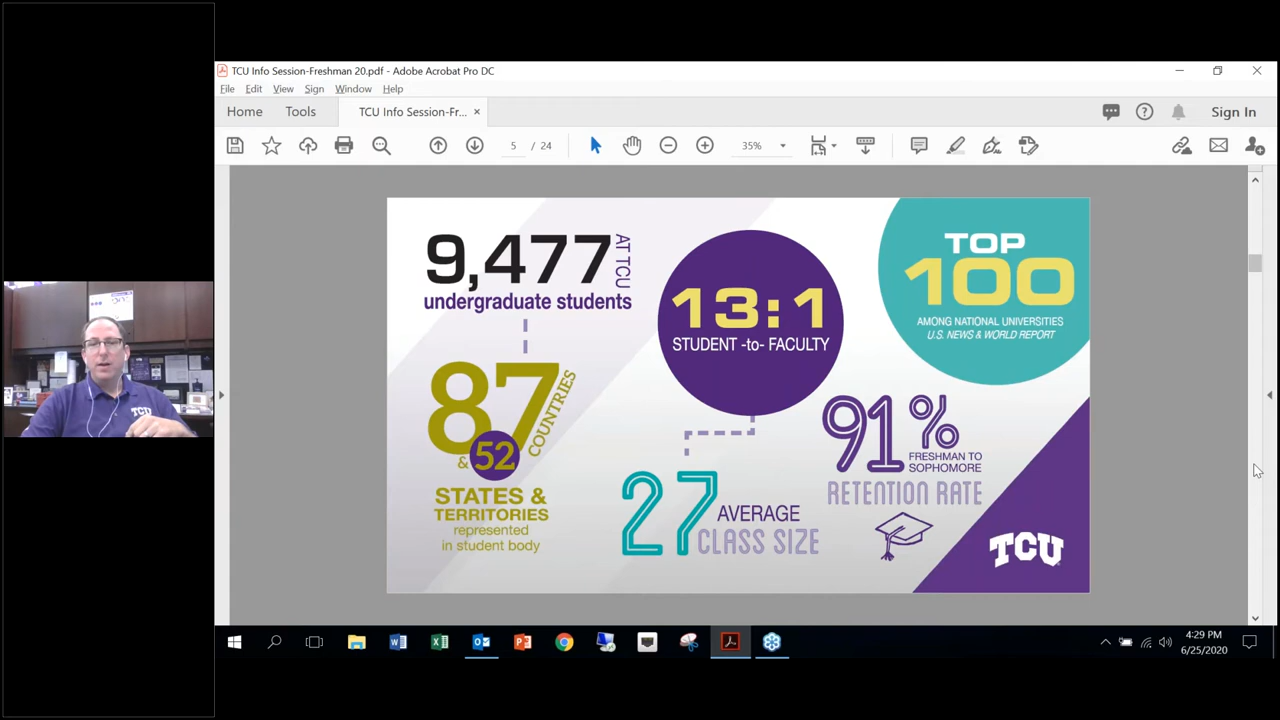 TCU Info Session-Freshman 20.pdf - Adobe Acrobat Pro DC
File Edit View Sign Window Help
Home Tools TCU Info Session-Fr... × Sign In
5 / 24 35%
9,477 AT TCU
undergraduate students
87 COUNTRIES
& 52
STATES &
TERRITORIES
represented
in student body
13:1
STUDENT -to- FACULTY
27 AVERAGE
CLASS SIZE
TOP
100
AMONG NATIONAL UNIVERSITIES
U.S. NEWS & WORLD REPORT
91%
FRESHMAN TO
SOPHOMORE
RETENTION RATE
TCU
TCU
4:29 PM
6/25/2020